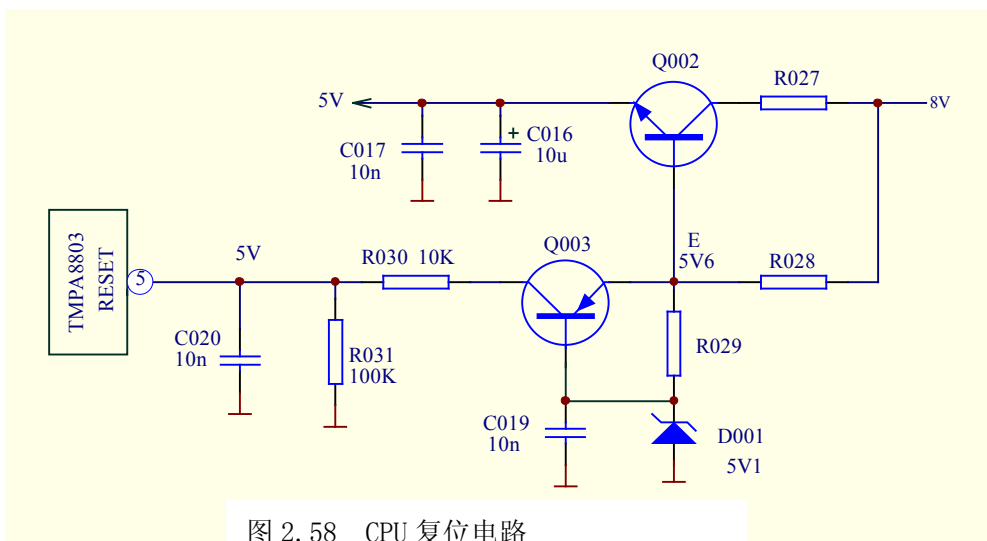 Q002
R027
5V
8V
+ C016
10u
C017
10n
TMPA8803
RESET
5
5V
R030 10K
Q003
E
5V6
R028
C020
10n
R031
100K
R029
C019
10n
D001
5V1
图 2.58 CPU 复位电路